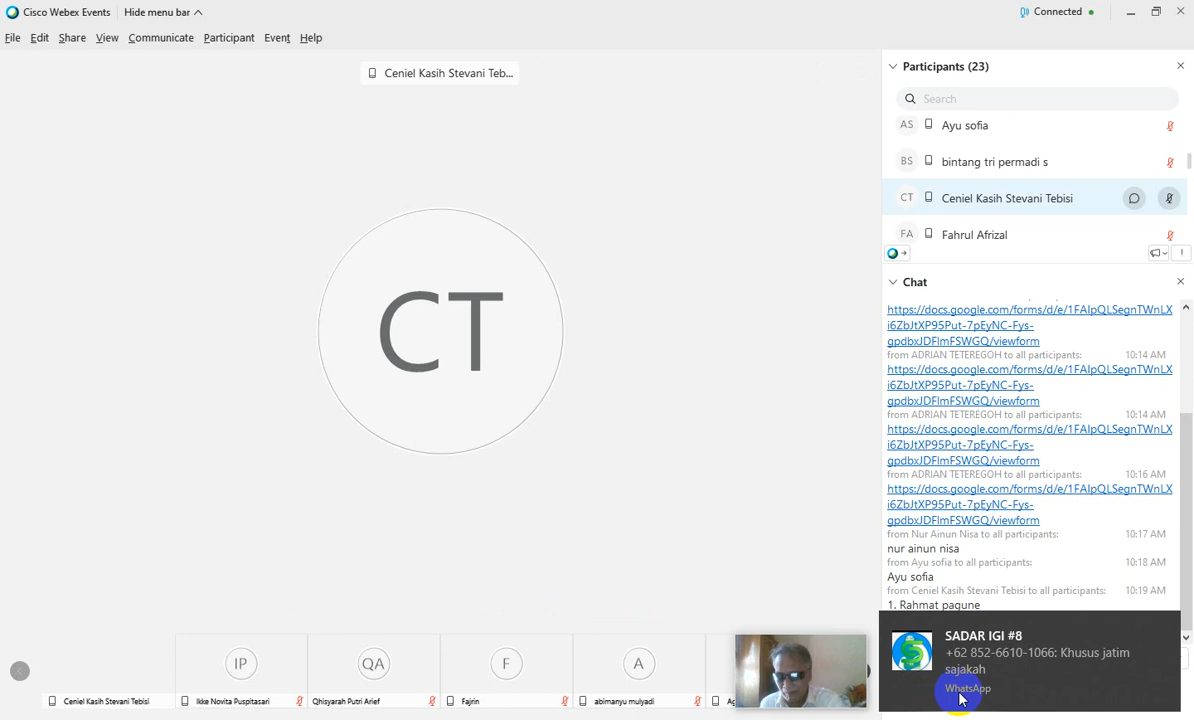 Cisco Webex Events
Hide menu bar
Connected
File Edit Share View Communicate Participant Event Help
Ceniel Kasih Stevani Teb...
CT
Participants (23)
Search
AS Ayu sofia
BS bintang tri permadi s
CT Ceniel Kasih Stevani Tebisi
FA Fahrul Afrizal
Chat
https://docs.google.com/forms/d/e/1FAIpQLSegnTWnLX
i6ZbJtXP95Put-7pEyNC-Fys-
gpdbxJDFlmFSWGQ/viewform
from ADRIAN TETEREGOH to all participants: 10:14 AM
https://docs.google.com/forms/d/e/1FAIpQLSegnTWnLX
i6ZbJtXP95Put-7pEyNC-Fys-
gpdbxJDFlmFSWGQ/viewform
from ADRIAN TETEREGOH to all participants: 10:14 AM
https://docs.google.com/forms/d/e/1FAIpQLSegnTWnLX
i6ZbJtXP95Put-7pEyNC-Fys-
gpdbxJDFlmFSWGQ/viewform
from ADRIAN TETEREGOH to all participants: 10:16 AM
https://docs.google.com/forms/d/e/1FAIpQLSegnTWnLX
i6ZbJtXP95Put-7pEyNC-Fys-
gpdbxJDFlmFSWGQ/viewform
from Nur Ainun Nisa to all participants: 10:17 AM
nur ainun nisa
from Ayu sofia to all participants: 10:18 AM
Ayu sofia
from Ceniel Kasih Stevani Tebisi to all participants: 10:19 AM
1. Rahmat pagune
SADAR IGI #8
+62 852-6610-1066: Khusus jatim
sajakah
WhatsApp
IP QA F A
Ceniel Kasih Stevani Tebisi Ikke Novita Puspitasari Qhisyarah Putri Arief Fajrin abimanyu mulyadi